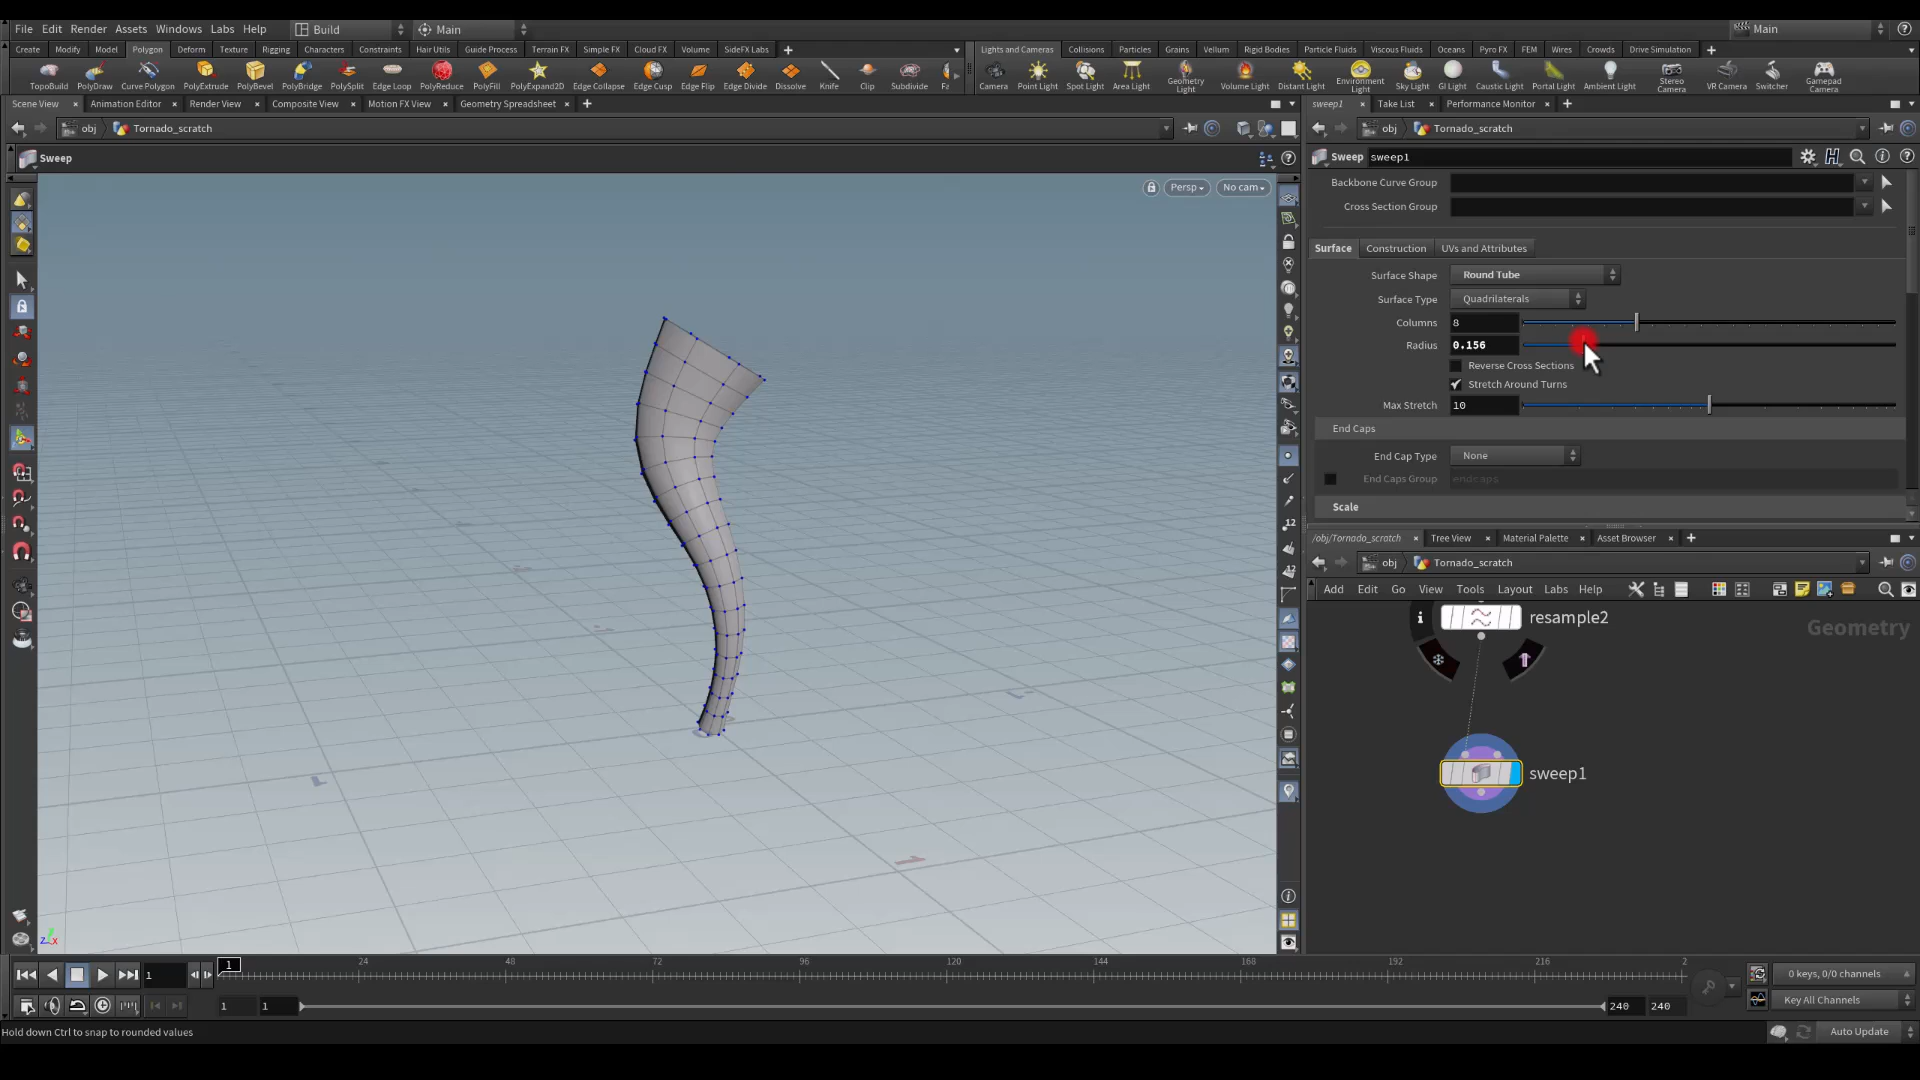 File Edit Render Assets Windows Labs Help Build Main Main
Create Modify Model Polygon Deform Texture Rigging Characters Constraints Hair Utils Guide Process Terrain FX Simple FX Cloud FX Volume SideFX Labs
Lights and Cameras Collisions Particles Grains Vellum Rigid Bodies Particle Fluids Viscous Fluids Oceans Pyro FX FEM Wires Crowds Drive Simulation
TopoBuild PolyDraw Curve Polygon PolyExtrude PolyBevel PolyBridge PolySplit Edge Loop PolyReduce PolyFill PolyExpand2D Edge Collapse Edge Cusp Edge Flip Edge Divide Dissolve Knife Clip Subdivide Fa
Camera Point Light Spot Light Area Light Geometry Light Volume Light Distant Light Environment Light Sky Light GI Light Caustic Light Portal Light Ambient Light Stereo Camera VR Camera Switcher Gamepad Camera
Scene View Animation Editor Render View Composite View Motion FX View Geometry Spreadsheet
sweep1 Take List Performance Monitor
obj Tornado_scratch
obj Tornado_scratch
Sweep
Sweep sweep1
Persp No cam
Backbone Curve Group
Cross Section Group
Surface Construction UVs and Attributes
Surface Shape Round Tube
Surface Type Quadrilaterals
Columns 8
Radius 0.156
Reverse Cross Sections
Stretch Around Turns
Max Stretch 10
End Caps
End Cap Type None
End Caps Group endcaps
Scale
/obj/Tornado_scratch Tree View Material Palette Asset Browser
obj Tornado_scratch
Add Edit Go View Tools Layout Labs Help
resample2
Geometry
sweep1
12
12
z x
1 1 24 48 72 96 120 144 168 192 216 2
0 keys, 0/0 channels
1 1 240 240
Key All Channels
Hold down Ctrl to snap to rounded values
Auto Update